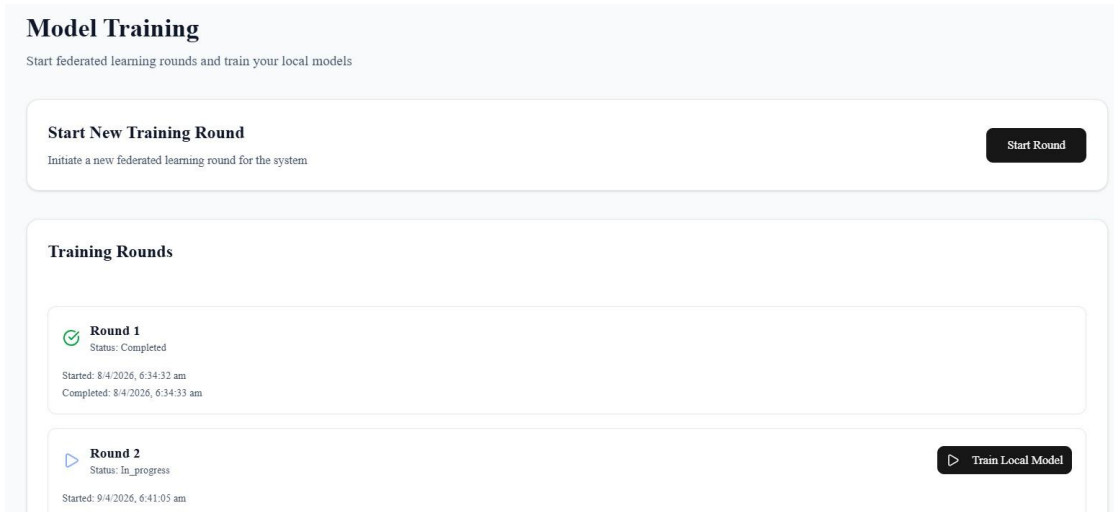 Model Training
Start federated learning rounds and train your local models
Start New Training Round
Initiate a new federated learning round for the system
Start Round
Training Rounds
Round 1
Status: Completed
Started: 8/4/2026, 6:34:32 am
Completed: 8/4/2026, 6:34:33 am
Round 2
Status: In_progress
Train Local Model
Started: 9/4/2026, 6:41:05 am